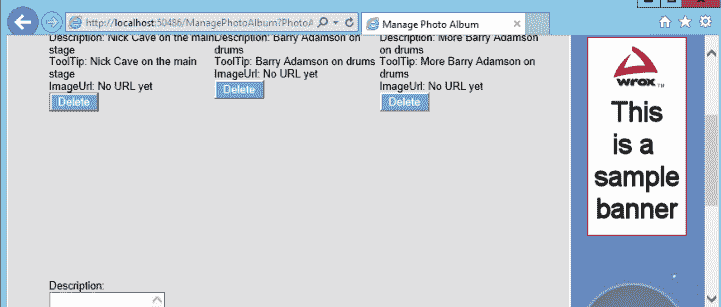 http://localhost:50486/ManagePhotoAlbum?PhotoA
Manage Photo Album
Description: Nick Cave on the main stage
ToolTip: Nick Cave on the main stage
ImageUrl: No URL yet
Delete
Description: Barry Adamson on drums
ToolTip: Barry Adamson on drums
ImageUrl: No URL yet
Delete
Description: More Barry Adamson on drums
ToolTip: More Barry Adamson on drums
ImageUrl: No URL yet
Delete
Description:
wrox™
This
is a
sample
banner